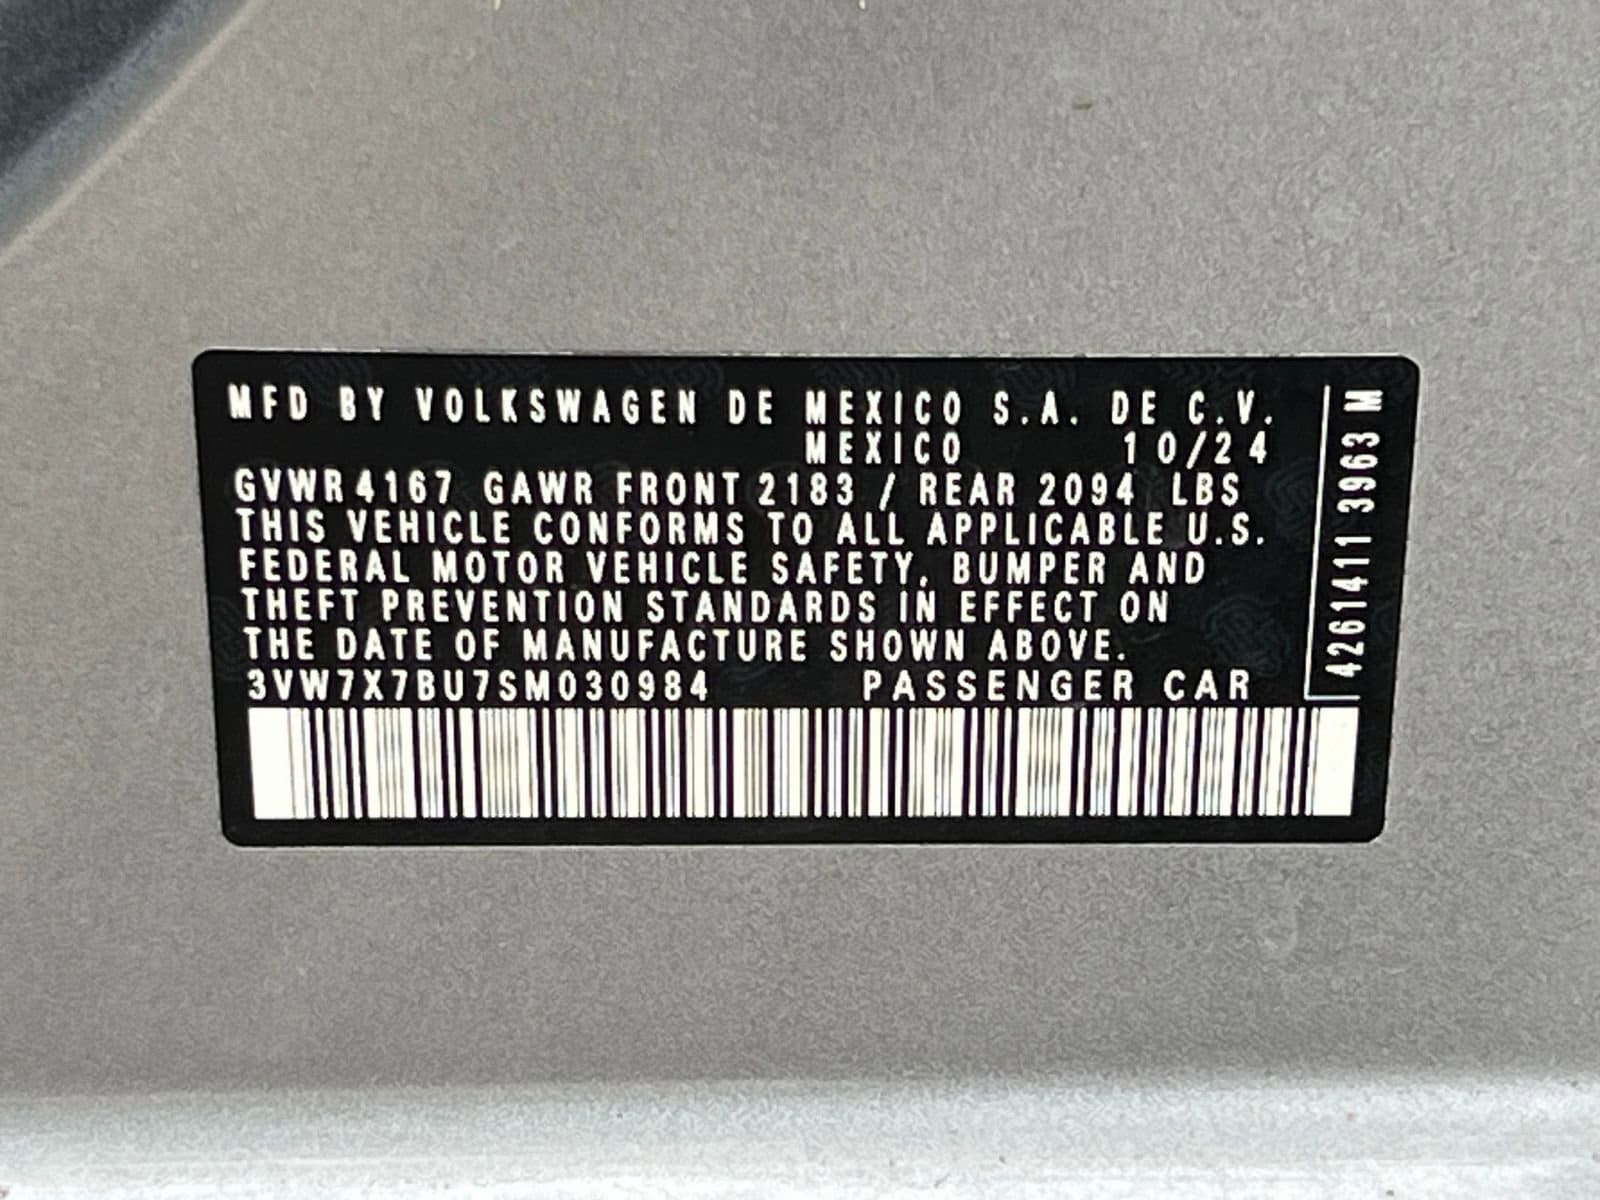 MFD BY VOLKSWAGEN DE MEXICO S.A. DE C.V.
MEXICO 10/24
GVWR 4167 GAWR FRONT 2183 / REAR 2094 LBS
THIS VEHICLE CONFORMS TO ALL APPLICABLE U.S.
FEDERAL MOTOR VEHICLE SAFETY, BUMPER AND
THEFT PREVENTION STANDARDS IN EFFECT ON
THE DATE OF MANUFACTURE SHOWN ABOVE.
3VW7X7BU7SM030984 PASSENGER CAR
4261411 3963 M